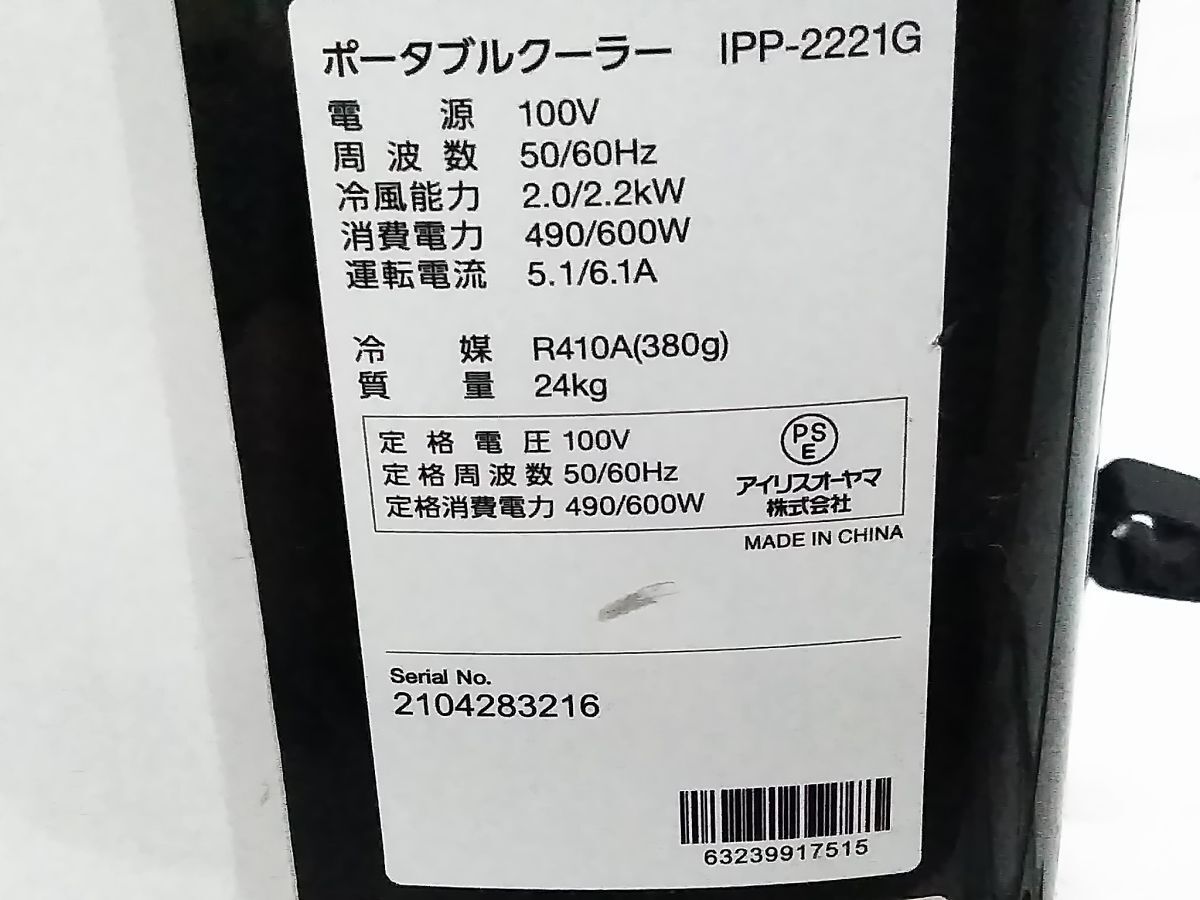 ポータブルクーラー IPP-2221G
電源 100V
周波数 50/60Hz
冷風能力 2.0/2.2kW
消費電力 490/600W
運転電流 5.1/6.1A
冷媒 R410A(380g)
質量 24kg
定格電圧 100V
定格周波数 50/60Hz
定格消費電力 490/600W
PS
E
アイリスオーヤマ
株式会社
MADE IN CHINA
Serial No.
2104283216
63239917515